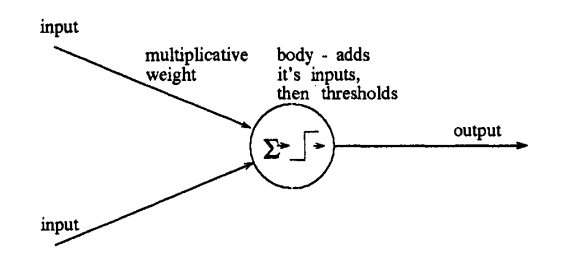 input
multiplicative
weight
body - adds
it's inputs,
then thresholds
Σ
output
input